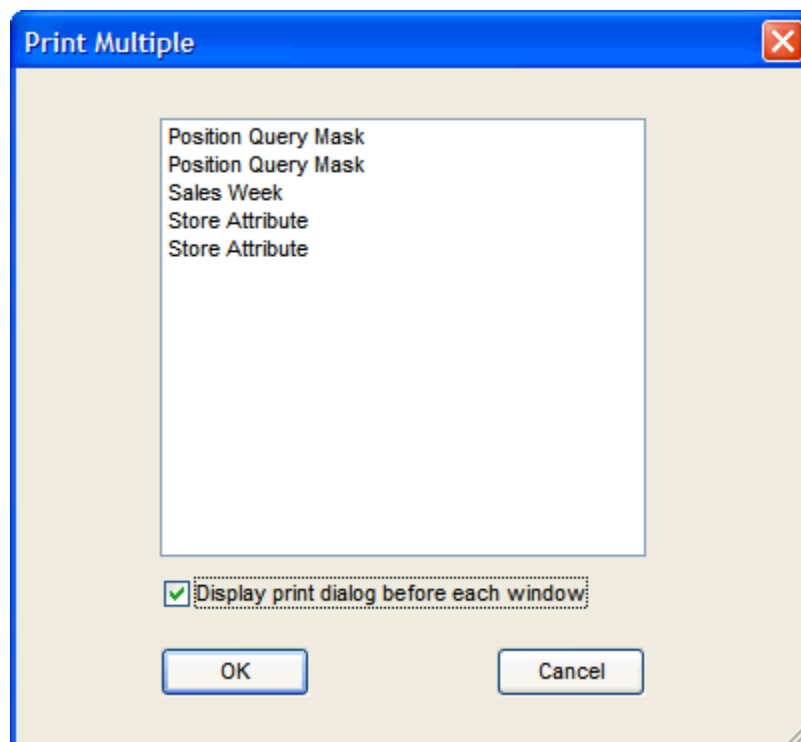 Print Multiple
Position Query Mask
Position Query Mask
Sales Week
Store Attribute
Store Attribute
Display print dialog before each window
OK
Cancel